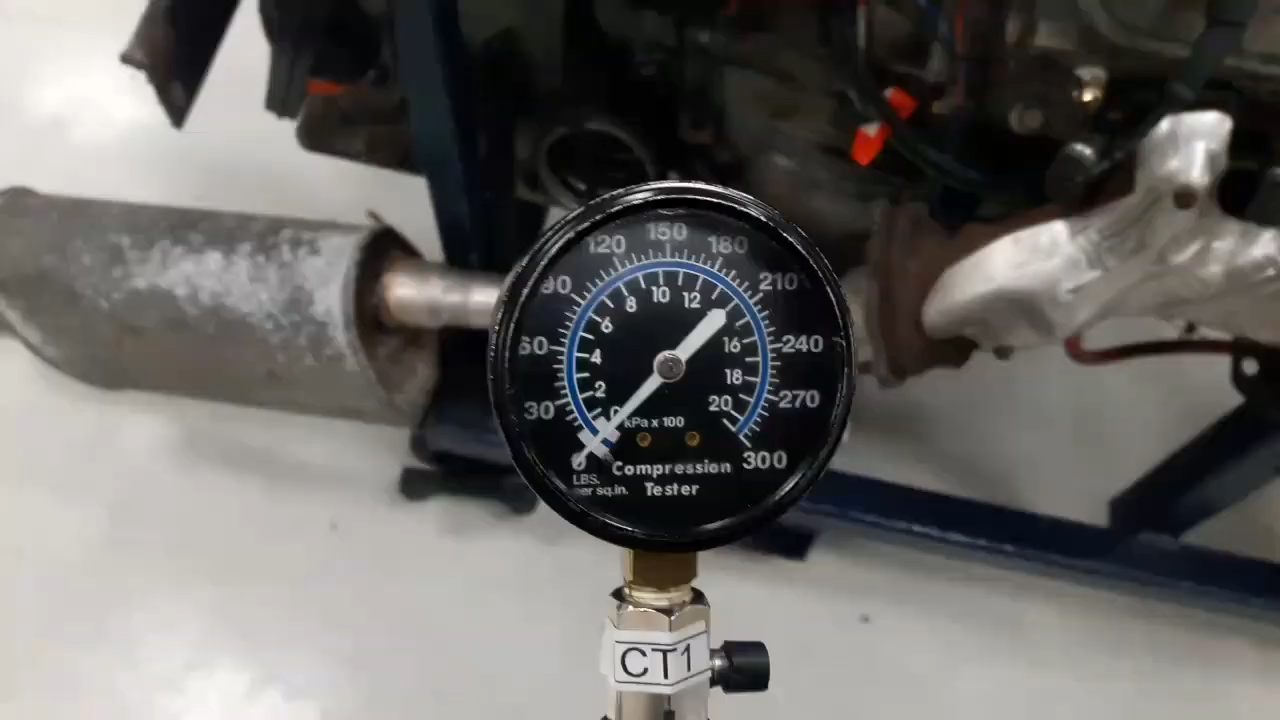 150
120 180
90 210
10
8 12
6
60 16 240
4
18
2 270
30 20
0 kPa x 100
0 Compression 300
LBS.
per sq.in. Tester
CT1